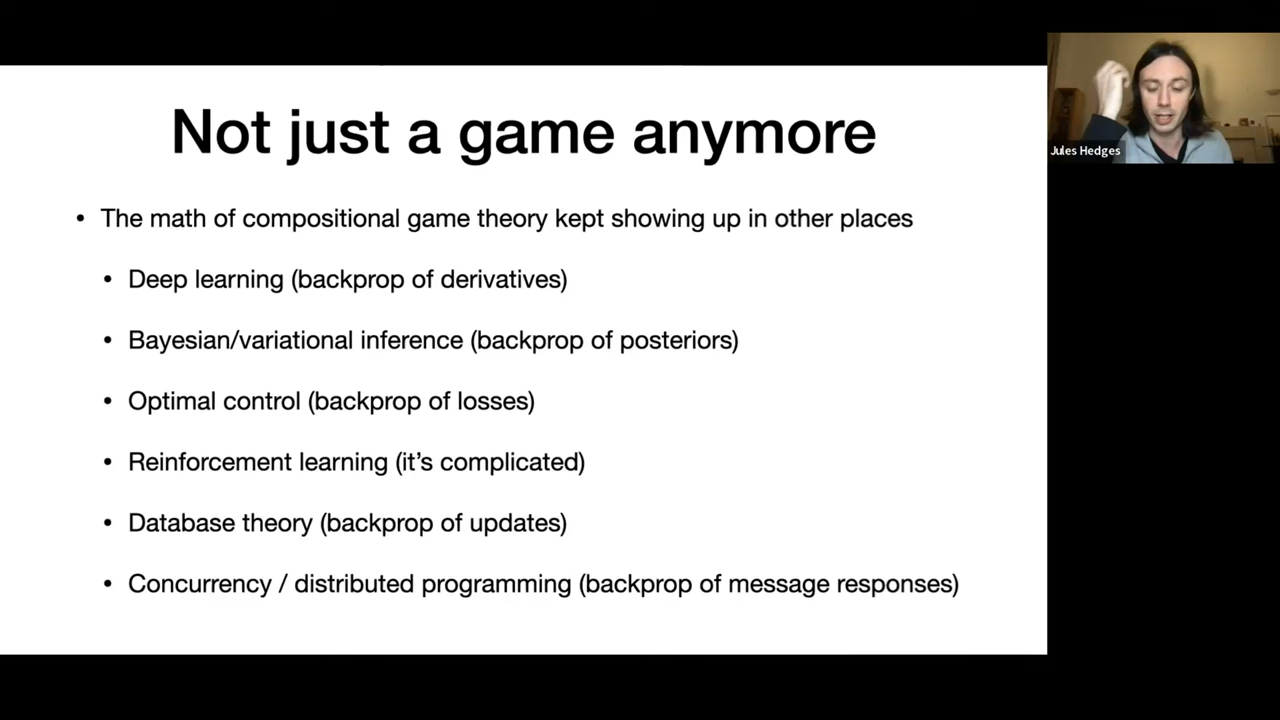 Not just a game anymore
• The math of compositional game theory kept showing up in other places
• Deep learning (backprop of derivatives)
• Bayesian/variational inference (backprop of posteriors)
• Optimal control (backprop of losses)
• Reinforcement learning (it’s complicated)
• Database theory (backprop of updates)
• Concurrency / distributed programming (backprop of message responses)
Jules Hedges